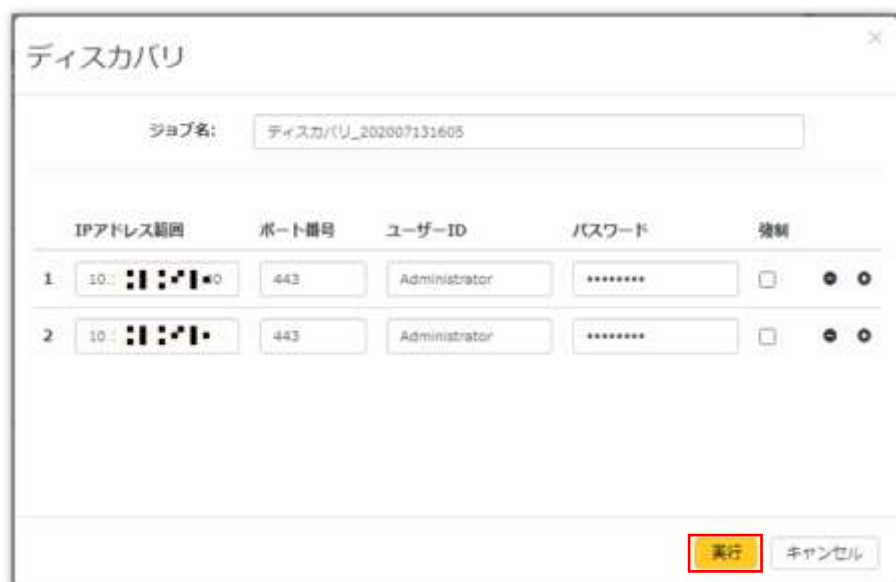 ディスカバリ
×
ジョブ名: ディスカバリ_202007131605
IPアドレス範囲 ポート番号 ユーザーID パスワード 強制
1 10. 443 Administrator ••••••••
2 10. 443 Administrator ••••••••
実行 キャンセル